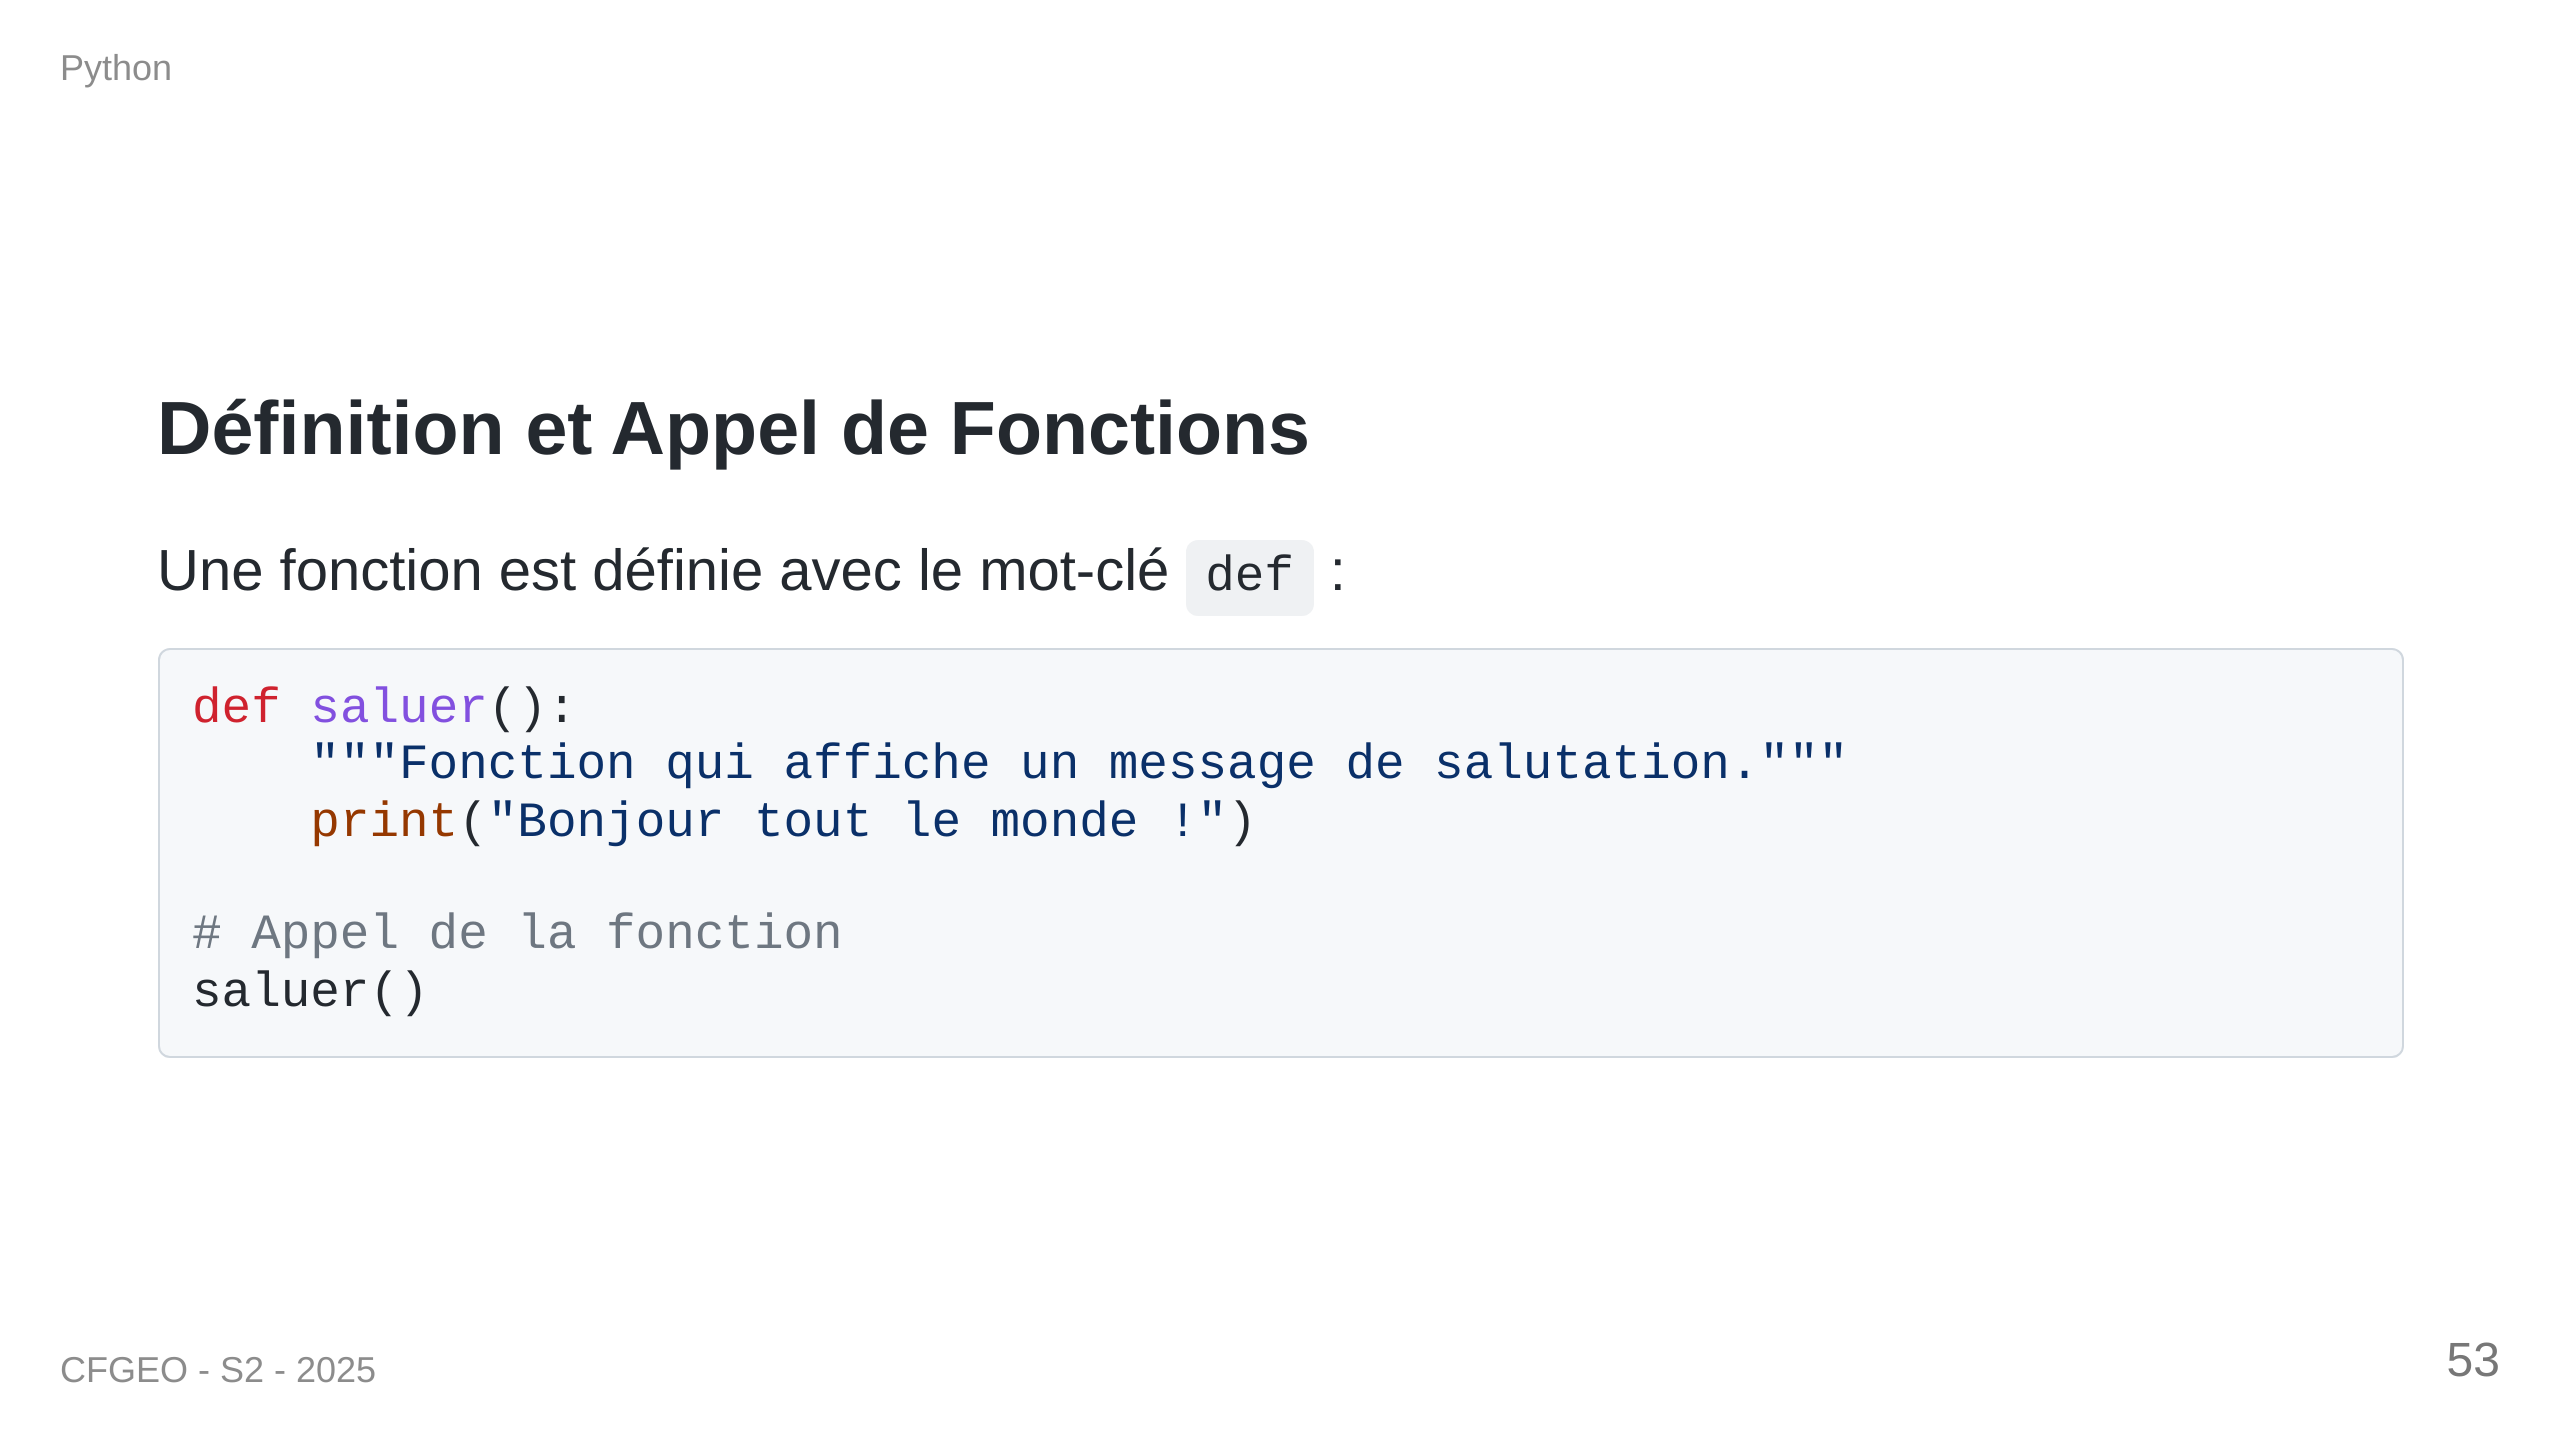 Python
Définition et Appel de Fonctions
Une fonction est définie avec le mot-clé def :
def saluer():
    """Fonction qui affiche un message de salutation."""
    print("Bonjour tout le monde !")

# Appel de la fonction
saluer()
CFGEO - S2 - 2025
53